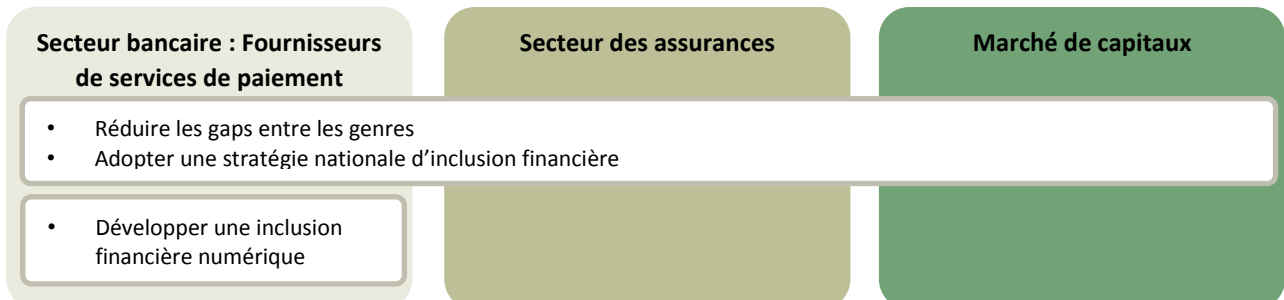 Secteur bancaire : Fournisseurs
de services de paiement
Secteur des assurances
Marché de capitaux
• Réduire les gaps entre les genres
• Adopter une stratégie nationale d'inclusion financière
• Développer une inclusion
financière numérique